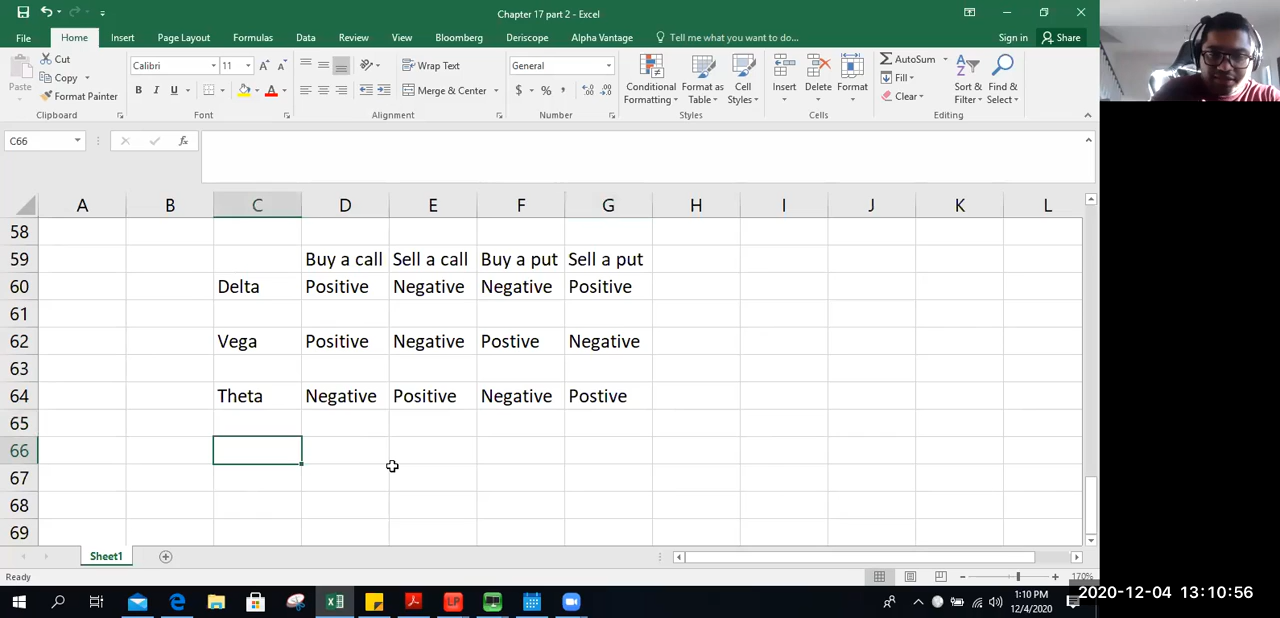 Chapter 17 part 2 - Excel
File Home Insert Page Layout Formulas Data Review View Bloomberg Deriscope Alpha Vantage Tell me what you want to do... Sign in Share
Cut
Copy
Format Painter
Paste
Clipboard
Calibri 11
B I U
Font
Wrap Text
Merge & Center
Alignment
General
$ % ,
Number
Conditional Formatting
Format as Table
Cell Styles
Styles
Insert Delete Format
Cells
AutoSum
Fill
Clear
Sort & Filter
Find & Select
Editing
C66 fx
A B C D E F G H I J K L
58
59 Buy a call Sell a call Buy a put Sell a put
60 Delta Positive Negative Negative Positive
61
62 Vega Positive Negative Postive Negative
63
64 Theta Negative Positive Negative Postive
65
66
67
68
69
Sheet1
Ready 170%
LP
1:10 PM
12/4/2020
2020-12-04 13:10:56